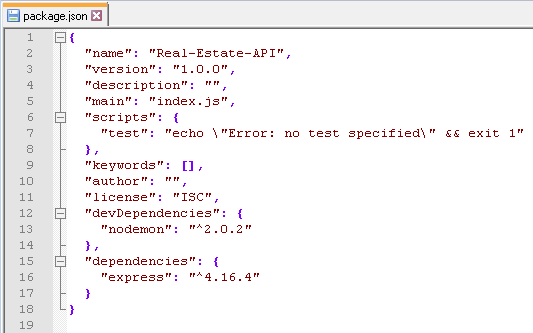 package.json
1 {
2 "name": "Real-Estate-API",
3 "version": "1.0.0",
4 "description": "",
5 "main": "index.js",
6 "scripts": {
7 "test": "echo \"Error: no test specified\" && exit 1"
8 },
9 "keywords": [],
10 "author": "",
11 "license": "ISC",
12 "devDependencies": {
13 "nodemon": "^2.0.2"
14 },
15 "dependencies": {
16 "express": "^4.16.4"
17 }
18 }
19